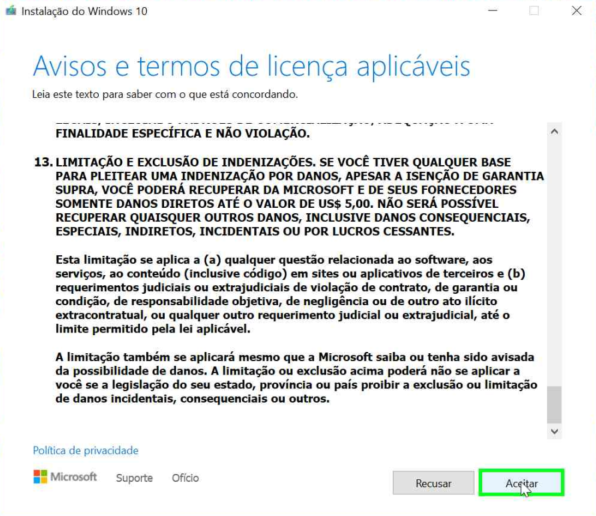 Instalação do Windows 10
Avisos e termos de licença aplicáveis
Leia este texto para saber com o que está concordando.
FINALIDADE ESPECÍFICA E NÃO VIOLAÇÃO.
13. LIMITAÇÃO E EXCLUSÃO DE INDENIZAÇÕES. SE VOCÊ TIVER QUALQUER BASE
PARA PLEITEAR UMA INDENIZAÇÃO POR DANOS, APESAR A ISENÇÃO DE GARANTIA
SUPRA, VOCÊ PODERÁ RECUPERAR DA MICROSOFT E DE SEUS FORNECEDORES
SOMENTE DANOS DIRETOS ATÉ O VALOR DE US$ 5,00. NÃO SERÁ POSSÍVEL
RECUPERAR QUAISQUER OUTROS DANOS, INCLUSIVE DANOS CONSEQUENCIAIS,
ESPECIAIS, INDIRETOS, INCIDENTAIS OU POR LUCROS CESSANTES.
Esta limitação se aplica a (a) qualquer questão relacionada ao software, aos
serviços, ao conteúdo (inclusive código) em sites ou aplicativos de terceiros e (b)
requerimentos judiciais ou extrajudiciais de violação de contrato, de garantia ou
condição, de responsabilidade objetiva, de negligência ou de outro ato ilícito
extracontratual, ou qualquer outro requerimento judicial ou extrajudicial, até o
limite permitido pela lei aplicável.
A limitação também se aplicará mesmo que a Microsoft saiba ou tenha sido avisada
da possibilidade de danos. A limitação ou exclusão acima poderá não se aplicar a
você se a legislação do seu estado, província ou país proibir a exclusão ou limitação
de danos incidentais, consequenciais ou outros.
Política de privacidade
Microsoft Suporte Ofício
Recusar Aceitar